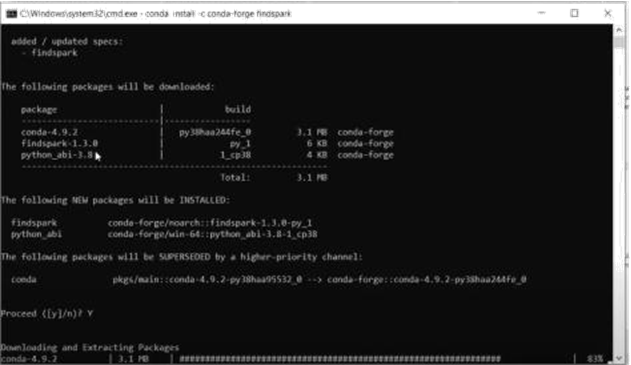 C:\Windows\system32\cmd.exe - conda install -c conda-forge findspark
added / updated specs:
- findspark
The following packages will be downloaded:
package | build
---------------------------|-----------------
conda-4.9.2 | py38haa244fe_0 3.1 MB conda-forge
findspark-1.3.0 | py_1 6 KB conda-forge
python_abi-3.8 | 1_cp38 4 KB conda-forge
------------------------------------------------------------
Total: 3.1 MB
The following NEW packages will be INSTALLED:
findspark conda-forge/noarch::findspark-1.3.0-py_1
python_abi conda-forge/win-64::python_abi-3.8-1_cp38
The following packages will be SUPERSEDED by a higher-priority channel:
conda pkgs/main::conda-4.9.2-py38haa95532_0 --> conda-forge::conda-4.9.2-py38haa244fe_0
Proceed ([y]/n)? Y
Downloading and Extracting Packages
conda-4.9.2 | 3.1 MB | ############################################################## | 83%